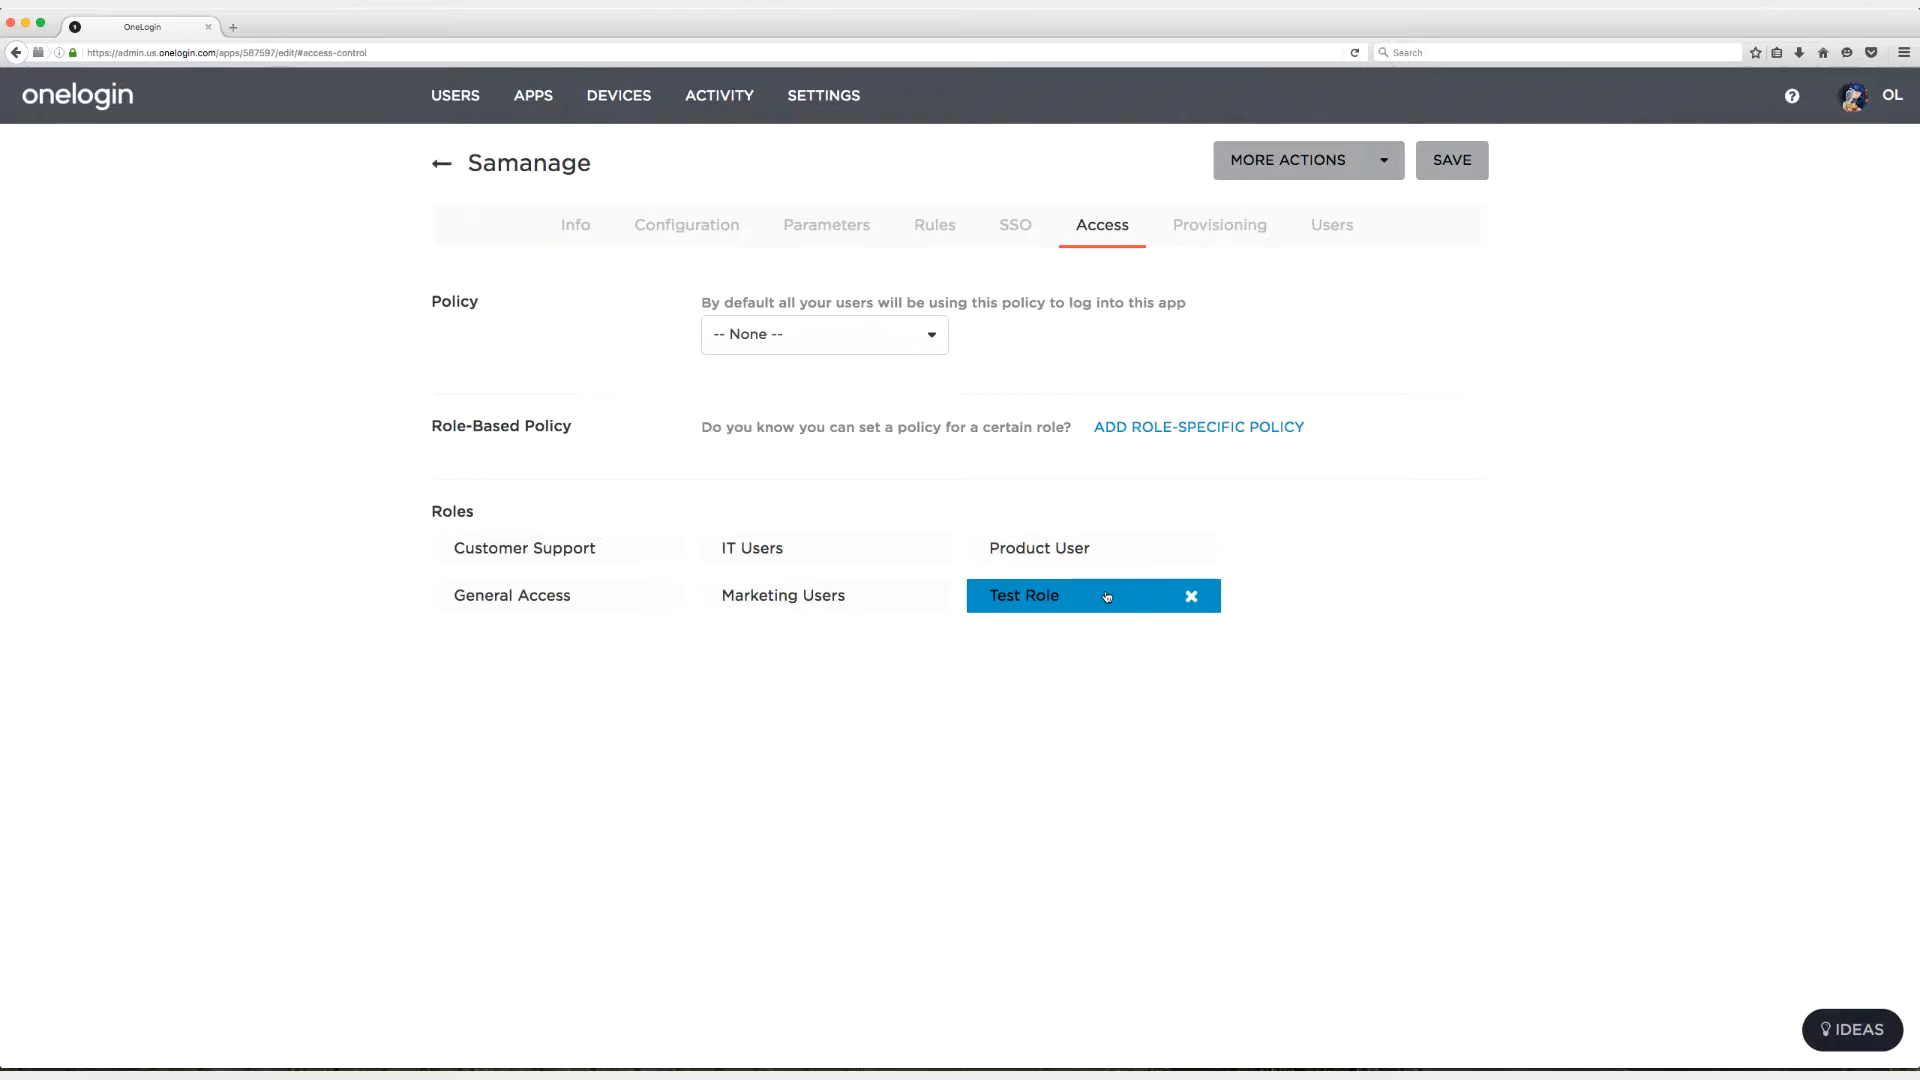 OneLogin
https://admin.us.onelogin.com/apps/587597/edit/#access-control
Search
onelogin
USERS APPS DEVICES ACTIVITY SETTINGS
OL
Samanage
MORE ACTIONS
SAVE
Info Configuration Parameters Rules SSO Access Provisioning Users
Policy
By default all your users will be using this policy to log into this app
-- None --
Role-Based Policy
Do you know you can set a policy for a certain role? ADD ROLE-SPECIFIC POLICY
Roles
Customer Support IT Users Product User
General Access Marketing Users Test Role
IDEAS